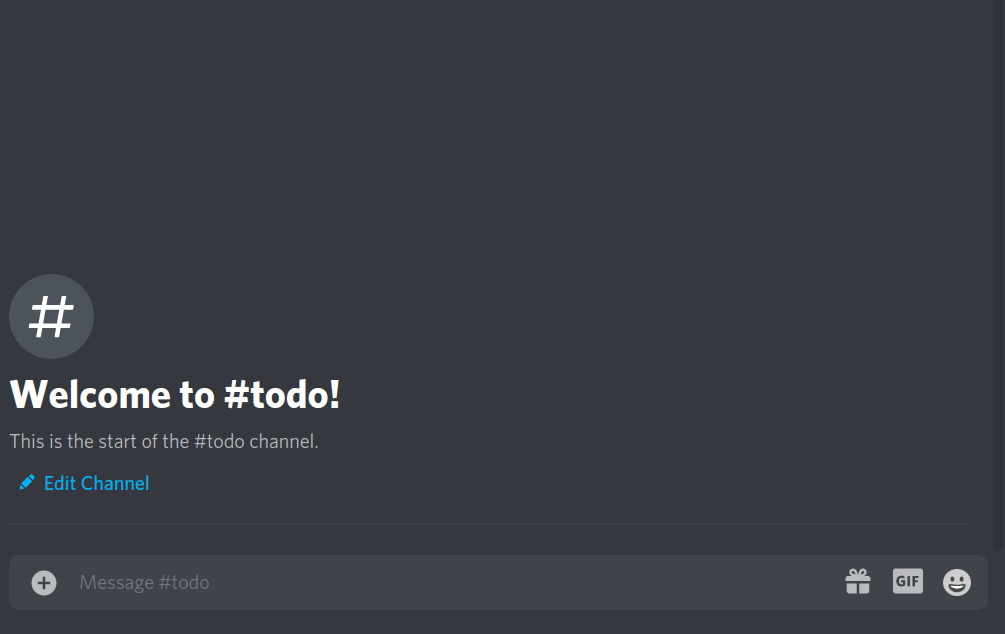 #
Welcome to #todo!
This is the start of the #todo channel.
Edit Channel
Message #todo
GIF